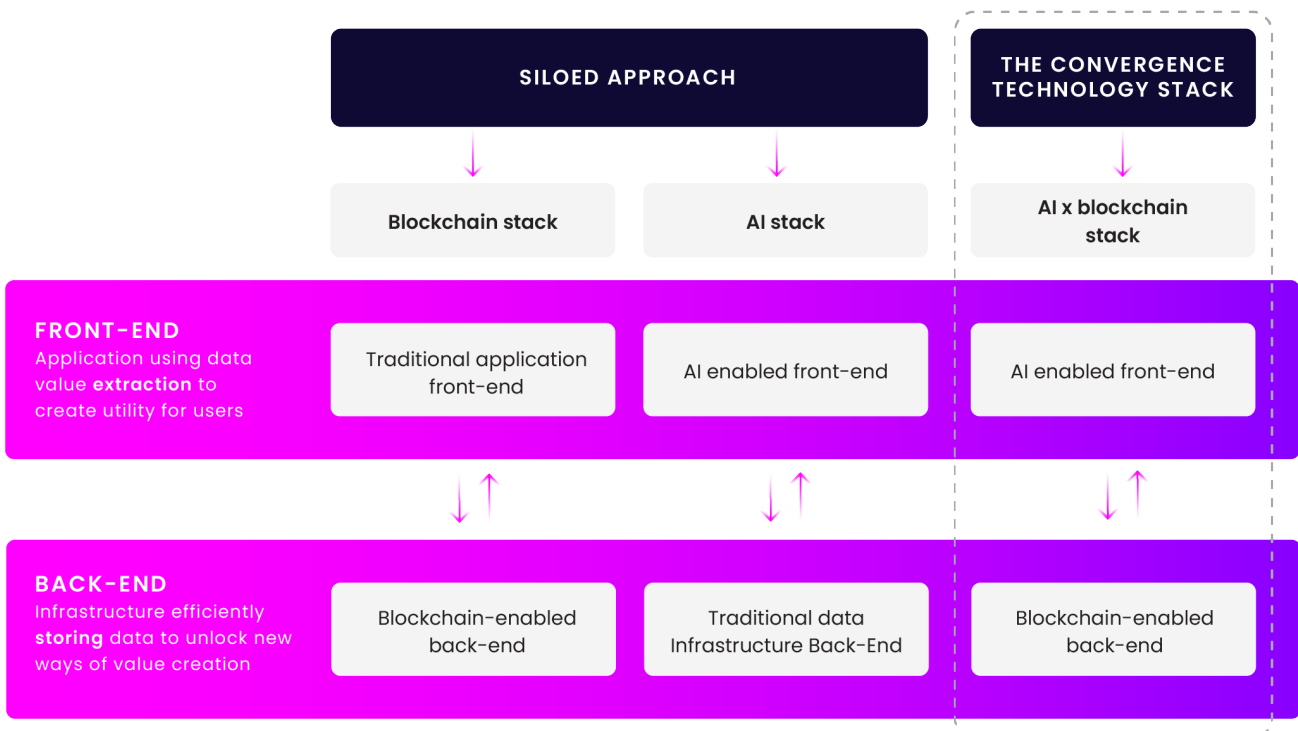 SILOED APPROACH
THE CONVERGENCE
TECHNOLOGY STACK
Blockchain stack
AI stack
AI x blockchain
stack
FRONT-END
Application using data
value extraction to
create utility for users
Traditional application
front-end
AI enabled front-end
AI enabled front-end
BACK-END
Infrastructure efficiently
storing data to unlock new
ways of value creation
Blockchain-enabled
back-end
Traditional data
Infrastructure Back-End
Blockchain-enabled
back-end